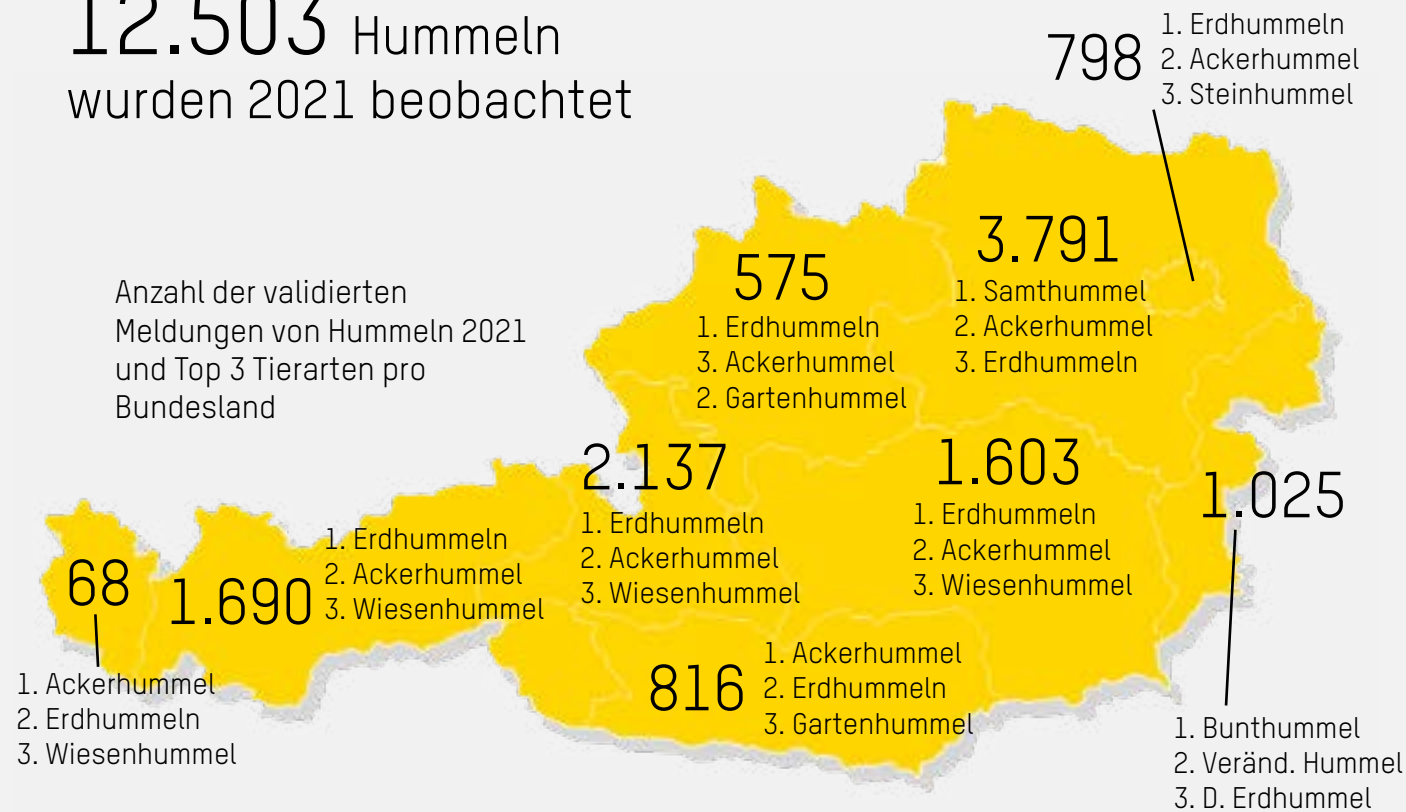 12.503 Hummeln
wurden 2021 beobachtet
Anzahl der validierten
Meldungen von Hummeln 2021
und Top 3 Tierarten pro
Bundesland
798
1. Erdhummeln
2. Ackerhummel
3. Steinhummel
3.791
1. Samthummel
2. Ackerhummel
3. Erdhummeln
575
1. Erdhummeln
3. Ackerhummel
2. Gartenhummel
2.137
1. Erdhummeln
2. Ackerhummel
3. Wiesenhummel
1.603
1. Erdhummeln
2. Ackerhummel
3. Wiesenhummel
1.025
1. Bunthummel
2. Veränd. Hummel
3. D. Erdhummel
68
1. Ackerhummel
2. Erdhummeln
3. Wiesenhummel
1.690
1. Erdhummeln
2. Ackerhummel
3. Wiesenhummel
816
1. Ackerhummel
2. Erdhummeln
3. Gartenhummel